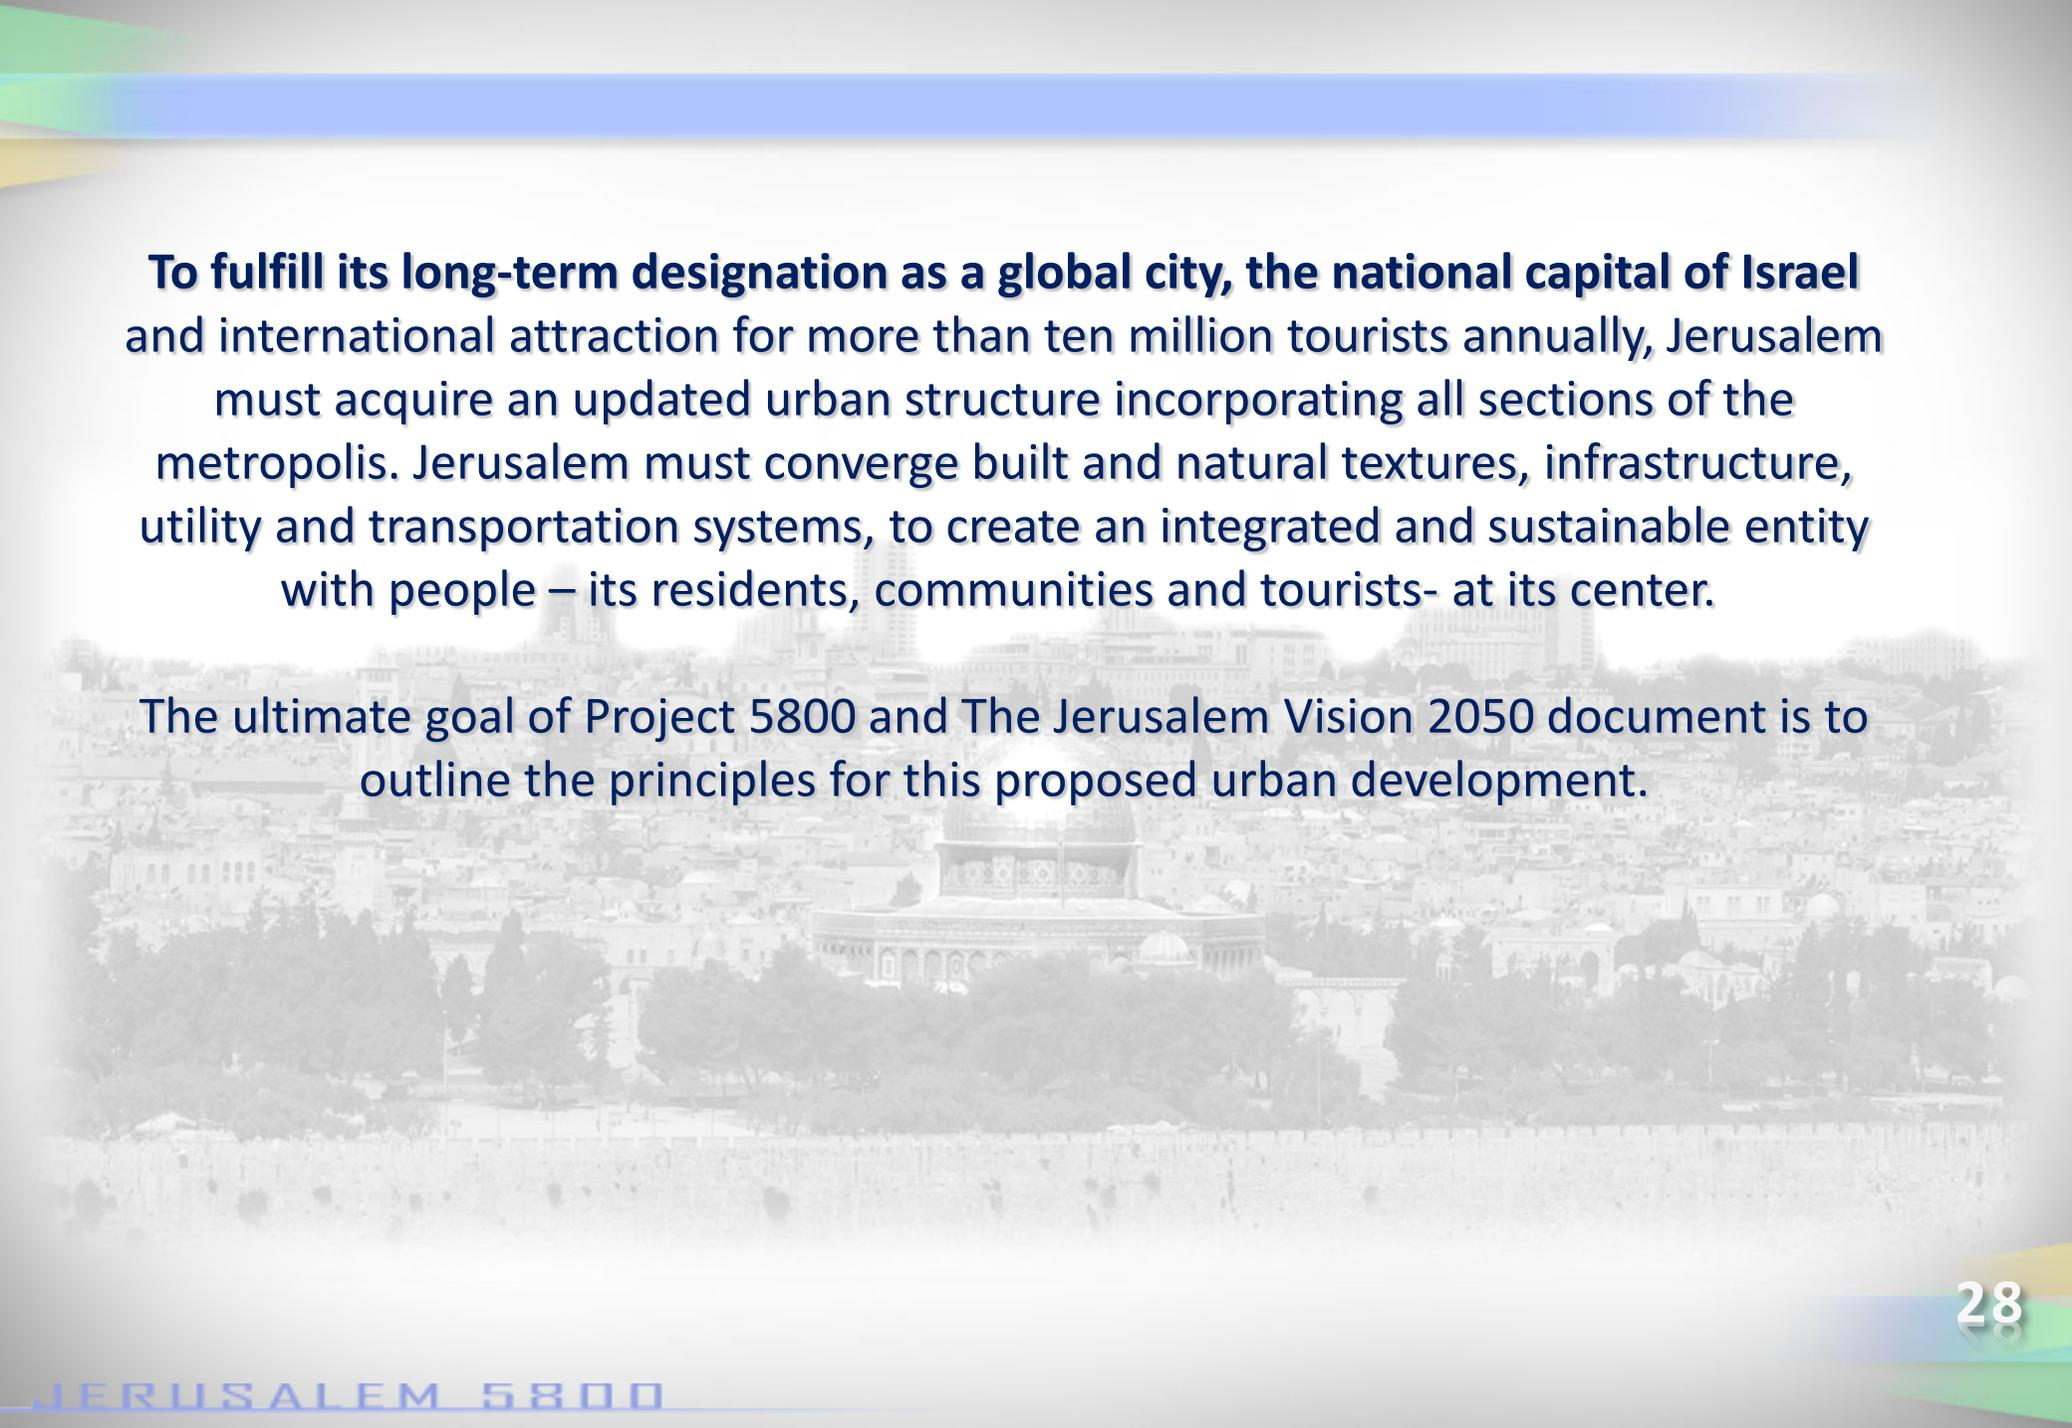 To fulfill its long-term designation as a global city, the national capital of Israel
and international attraction for more than ten million tourists annually, Jerusalem
must acquire an updated urban structure incorporating all sections of the
metropolis. Jerusalem must converge built and natural textures, infrastructure,
utility and transportation systems, to create an integrated and sustainable entity
with people – its residents, communities and tourists- at its center.
The ultimate goal of Project 5800 and The Jerusalem Vision 2050 document is to
outline the principles for this proposed urban development.
28
JERUSALEM 5800